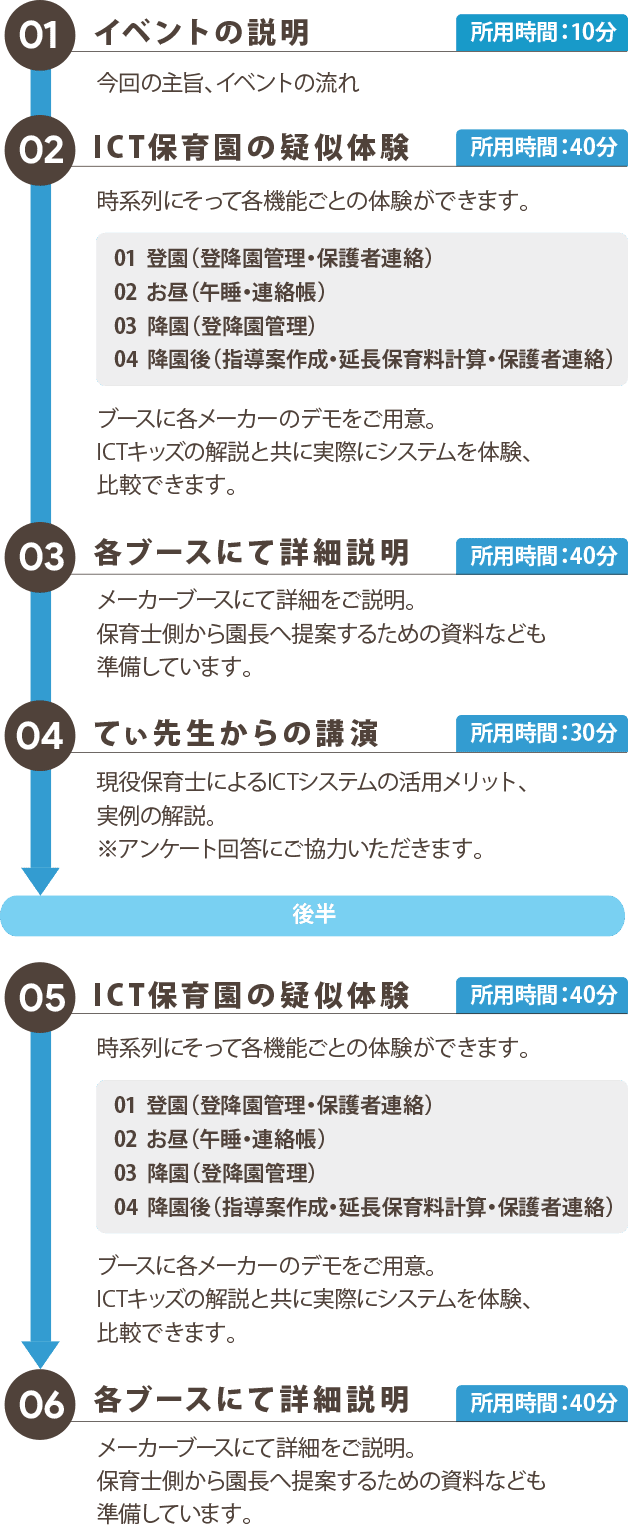 01 イベントの説明 所用時間：10分
今回の主旨、イベントの流れ
02 ICT保育園の疑似体験 所用時間：40分
時系列にそって各機能ごとの体験ができます。
01 登園（登降園管理・保護者連絡）
02 お昼（午睡・連絡帳）
03 降園（登降園管理）
04 降園後（指導案作成・延長保育料計算・保護者連絡）
ブースに各メーカーのデモをご用意。
ICTキッズの解説と共に実際にシステムを体験、
比較できます。
03 各ブースにて詳細説明 所用時間：40分
メーカーブースにて詳細をご説明。
保育士側から園長へ提案するための資料なども
準備しています。
04 てぃ先生からの講演 所用時間：30分
現役保育士によるICTシステムの活用メリット、
実例の解説。
※アンケート回答にご協力いただきます。
後半
05 ICT保育園の疑似体験 所用時間：40分
時系列にそって各機能ごとの体験ができます。
01 登園（登降園管理・保護者連絡）
02 お昼（午睡・連絡帳）
03 降園（登降園管理）
04 降園後（指導案作成・延長保育料計算・保護者連絡）
ブースに各メーカーのデモをご用意。
ICTキッズの解説と共に実際にシステムを体験、
比較できます。
06 各ブースにて詳細説明 所用時間：40分
メーカーブースにて詳細をご説明。
保育士側から園長へ提案するための資料なども
準備しています。